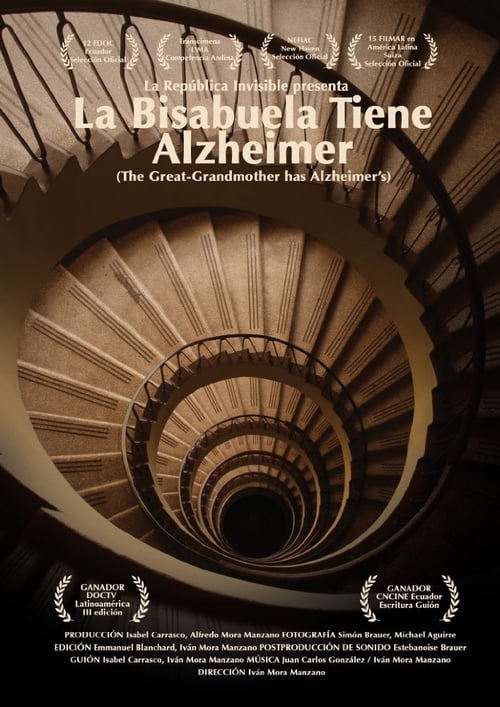 12 EDOC
Ecuador
Selección Oficial
Transcinema
LIMA
Competencia Andina
NEFIAC
New Haven
Selección Oficial
15 FILMAR en
América Latina
Suiza
Selección Oficial
La República Invisible presenta
La Bisabuela Tiene
Alzheimer
(The Great-Grandmother has Alzheimer's)
GANADOR
DOCTV
Latinoamérica
III edición
GANADOR
CNCINE Ecuador
Escritura Guión
PRODUCCIÓN Isabel Carrasco, Alfredo Mora Manzano FOTOGRAFÍA Simón Brauer, Michael Aguirre
EDICIÓN Emmanuel Blanchard, Iván Mora Manzano POSTPRODUCCIÓN DE SONIDO Estebanoise Brauer
GUIÓN Isabel Carrasco, Iván Mora Manzano MÚSICA Juan Carlos González / Iván Mora Manzano
DIRECCIÓN Iván Mora Manzano